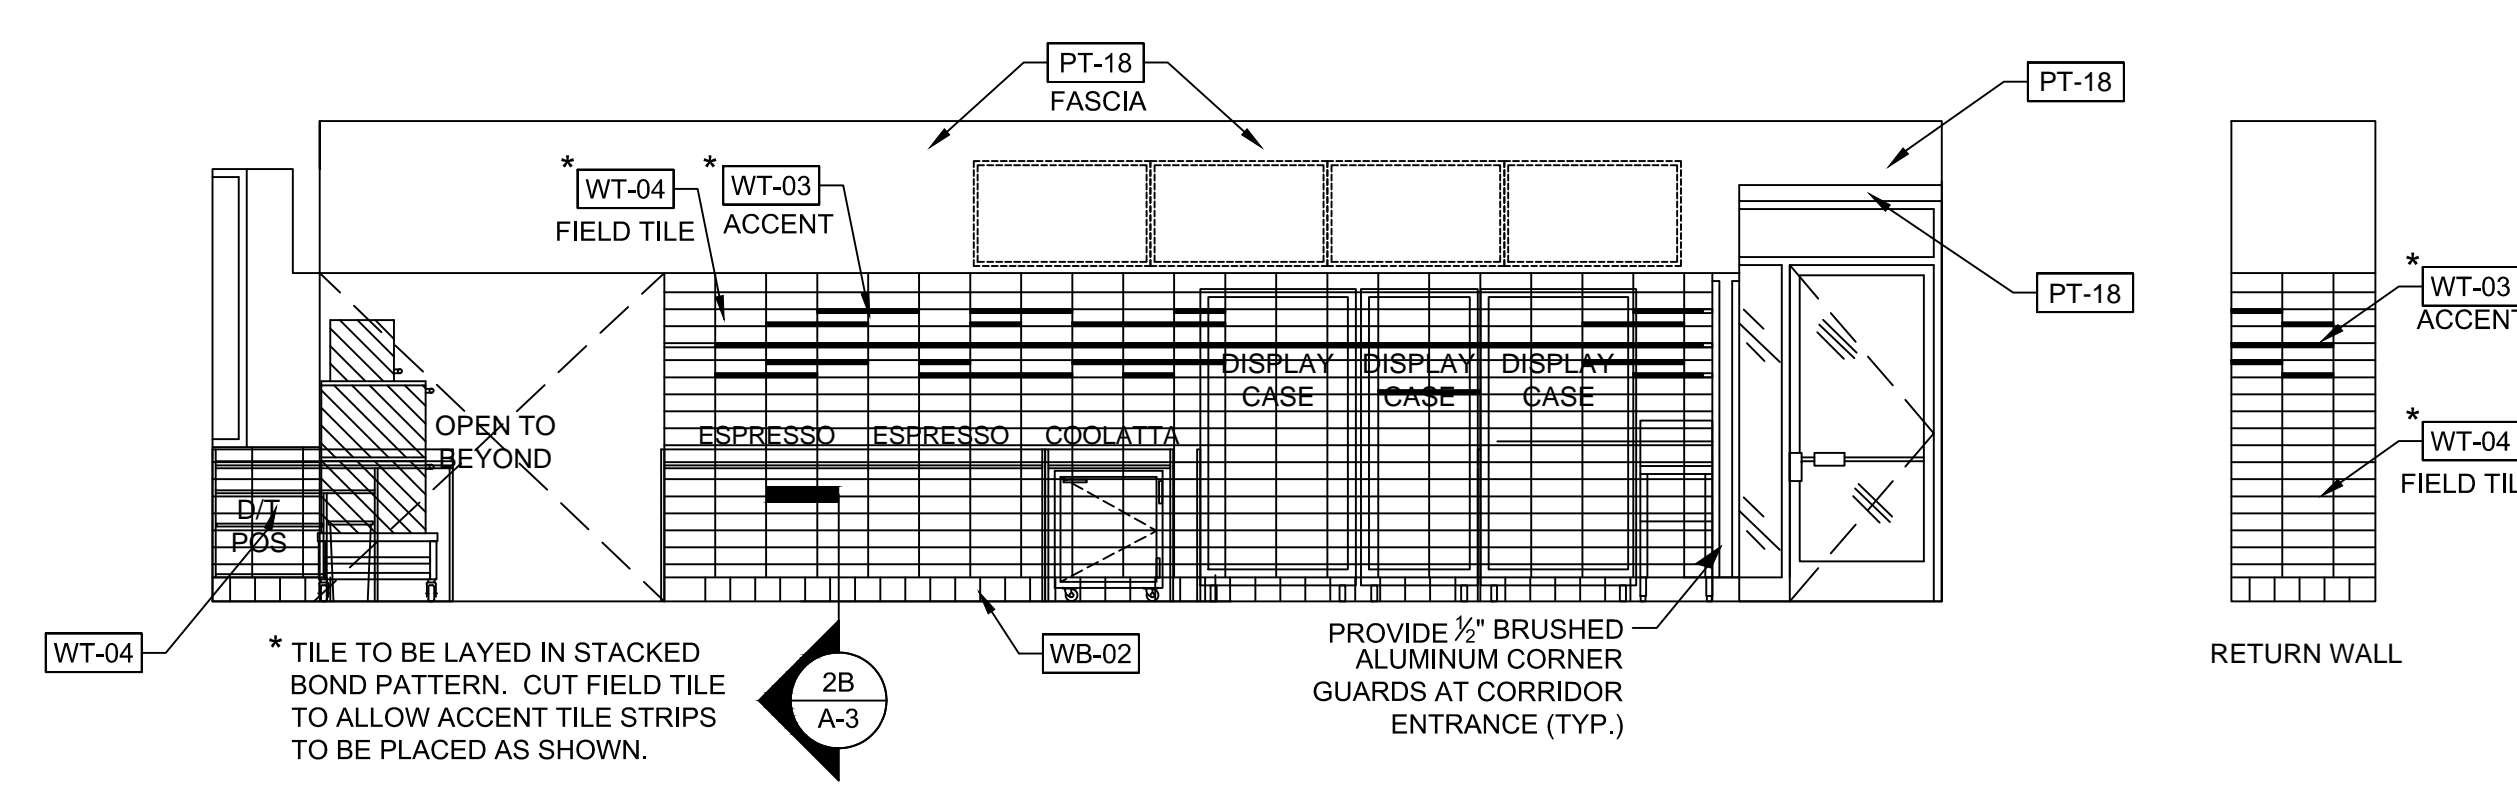 PT-18
FASCIA
PT-18
*
WT-04
FIELD TILE
*
WT-03
ACCENT
PT-18
*
WT-03
ACCENT
DISPLAY
CASE
DISPLAY
CASE
DISPLAY
CASE
OPEN TO
BEYOND
ESPRESSO
ESPRESSO
COOLATTA
*
WT-04
FIELD TIL
D/T
POS
WT-04
* TILE TO BE LAYED IN STACKED
BOND PATTERN. CUT FIELD TILE
TO ALLOW ACCENT TILE STRIPS
TO BE PLACED AS SHOWN.
2B
A-3
WB-02
PROVIDE ½" BRUSHED
ALUMINUM CORNER
GUARDS AT CORRIDOR
ENTRANCE (TYP.)
RETURN WALL